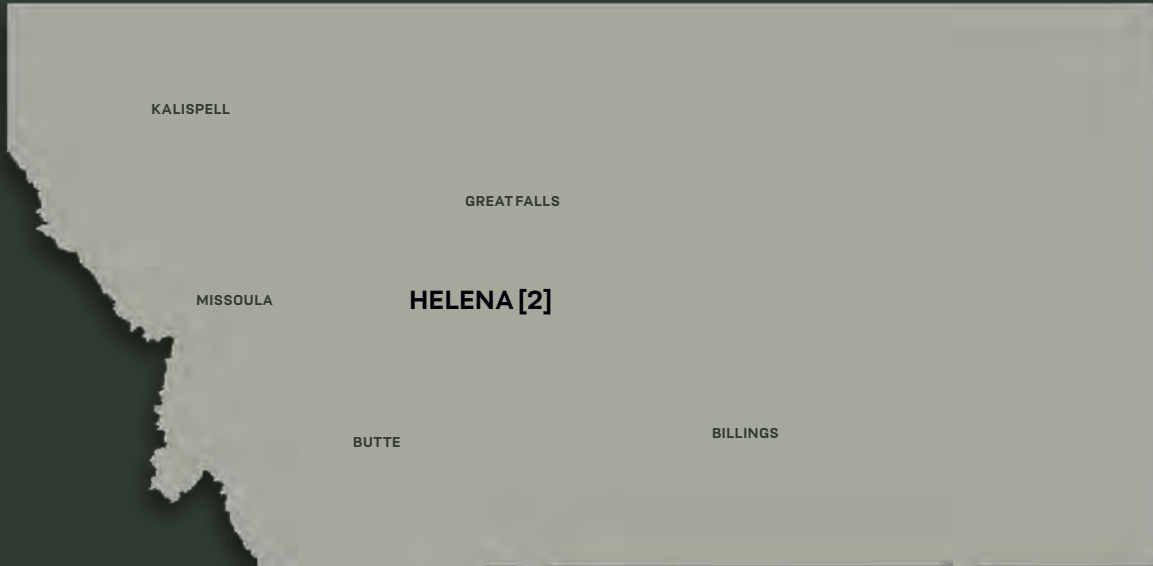 KALISPELL
GREAT FALLS
MISSOULA
HELENA [2]
BUTTE
BILLINGS